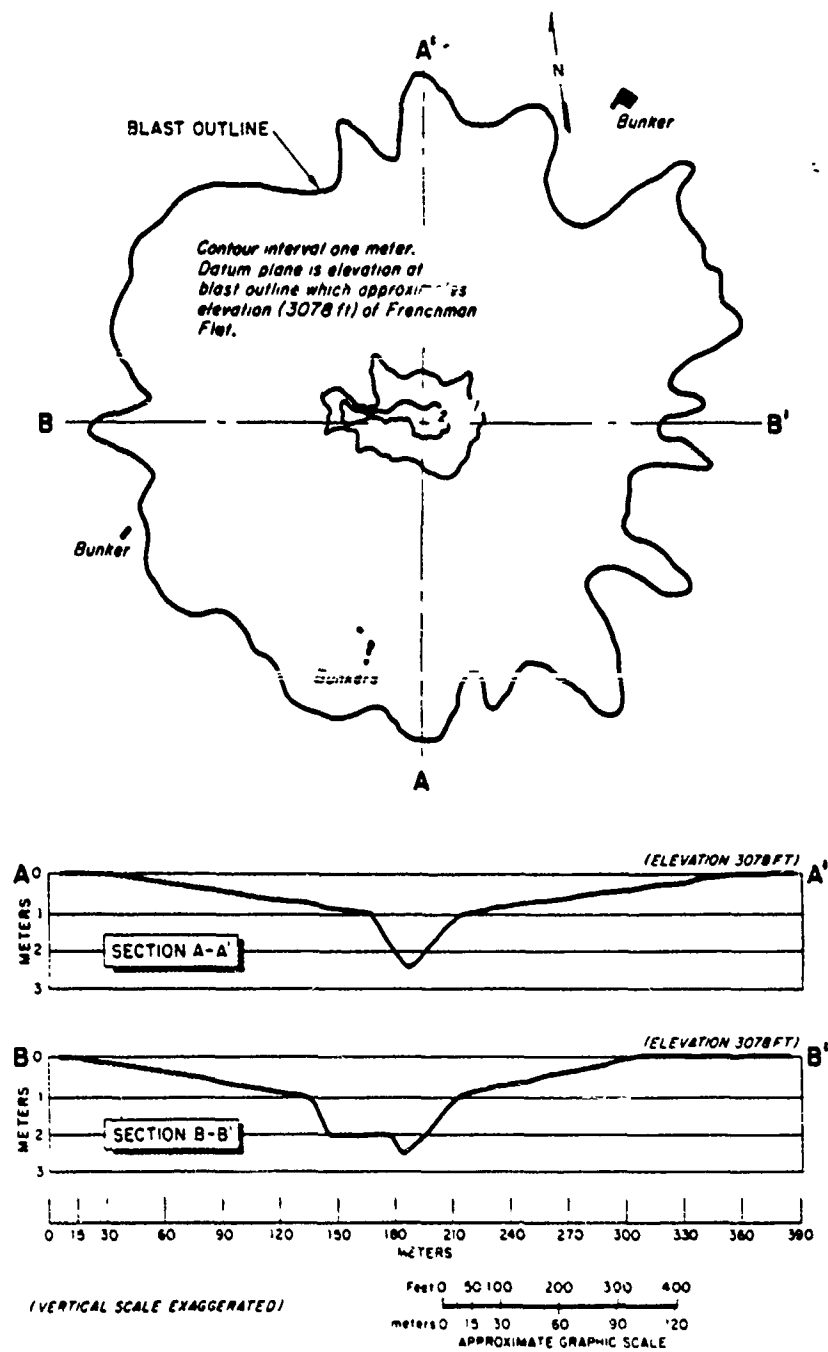 A'
N
Bunker
BLAST OUTLINE
Contour interval one meter.
Datum plane is elevation at
blast outline which approximates
elevation (3078 ft) of Frenchman
Flat.
1
2
B
B'
Bunker
Bunkers
A
(ELEVATION 3078 FT)
A
A'
METERS
0
1
2
3
SECTION A-A'
(ELEVATION 3078 FT)
B
B'
METERS
0
1
2
3
SECTION B-B'
0 15 30 60 90 120 150 180 210 240 270 300 330 390
METERS
(VERTICAL SCALE EXAGGERATED)
Feet 0 50 100 200 300 400
meters 0 15 30 60 90 120
APPROXIMATE GRAPHIC SCALE